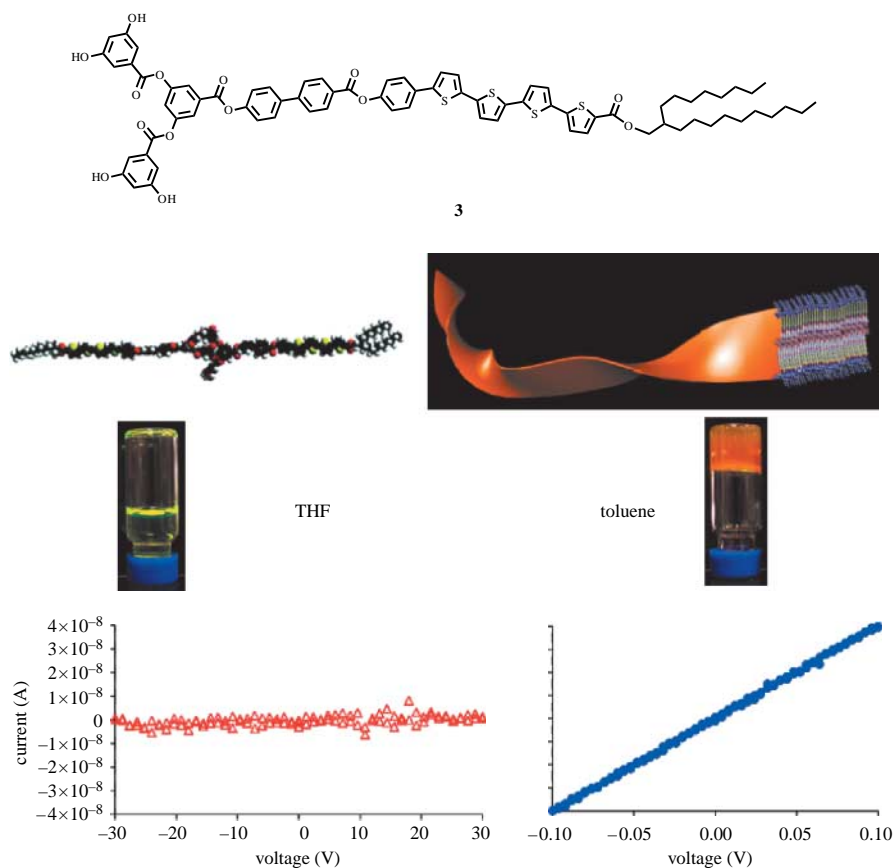 OH
HO
O
O
O
O
O
O
O
O
HO
OH
S
S
S
S
O
O
3
THF
toluene
4×10⁻⁸
3×10⁻⁸
2×10⁻⁸
1×10⁻⁸
0
−1×10⁻⁸
−2×10⁻⁸
−3×10⁻⁸
−4×10⁻⁸
current (A)
−30 −20 −10 0 10 20 30
voltage (V)
−0.10 −0.05 0.00 0.05 0.10
voltage (V)